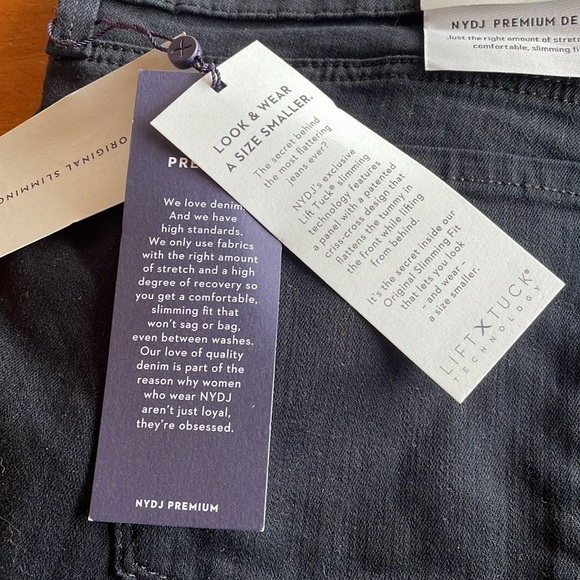 NYDJ PREMIUM DE
Just the right amount of stretc
comfortable, slimming fit
ORIGINAL SLIMMING
LOOK & WEAR
A SIZE SMALLER.
The secret behind
the most flattering
jeans ever?
NYDJ's exclusive
Lift Tuck® slimming
technology features
a panel with a patented
criss-cross design that
flattens the tummy in
the front while lifting
from behind.
It's the secret inside our
Original Slimming Fit
that lets you look
– and wear –
a size smaller.
LIFT X TUCK®
TECHNOLOGY
PRE
We love denim.
And we have
high standards.
We only use fabrics
with the right amount
of stretch and a high
degree of recovery so
you get a comfortable,
slimming fit that
won't sag or bag,
even between washes.
Our love of quality
denim is part of the
reason why women
who wear NYDJ
aren't just loyal,
they're obsessed.
NYDJ PREMIUM